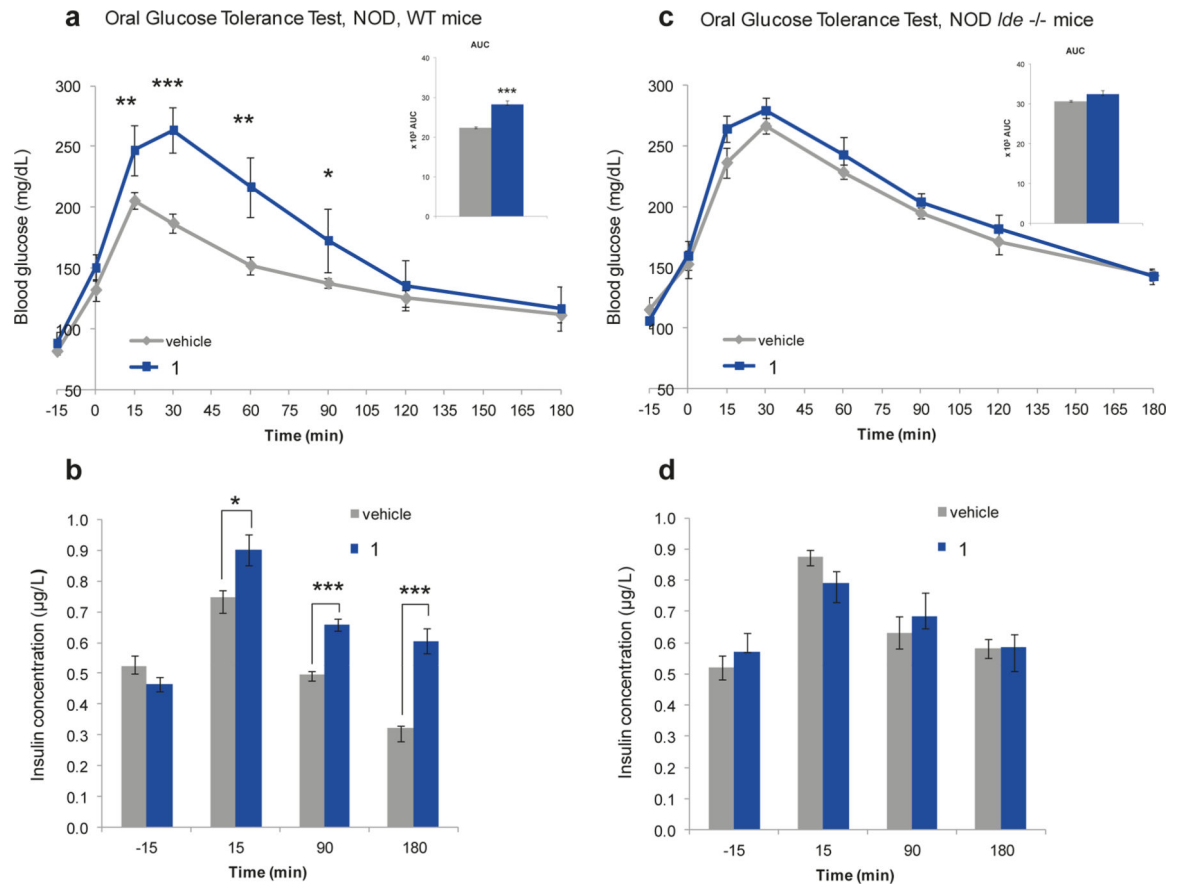 a Oral Glucose Tolerance Test, NOD, WT mice
AUC
40
30
20
10
0
x 10³ AUC
***
300
250
200
150
100
50
Blood glucose (mg/dL)
**
***
**
*
vehicle
1
-15 0 15 30 45 60 75 90 105 120 135 150 165 180
Time (min)
c Oral Glucose Tolerance Test, NOD Ide -/- mice
AUC
40
30
20
10
0
x 10³ AUC
300
250
200
150
100
50
Blood glucose (mg/dL)
vehicle
1
-15 0 15 30 45 60 75 90 105 120 135 150 165 180
Time (min)
b
1.0
0.9
0.8
0.7
0.6
0.5
0.4
0.3
0.2
0.1
0.0
Insulin concentration (µg/L)
*
***
***
vehicle
1
-15 15 90 180
Time (min)
d
1.0
0.9
0.8
0.7
0.6
0.5
0.4
0.3
0.2
0.1
0.0
Insulin concentration (µg/L)
vehicle
1
-15 15 90 180
Time (min)